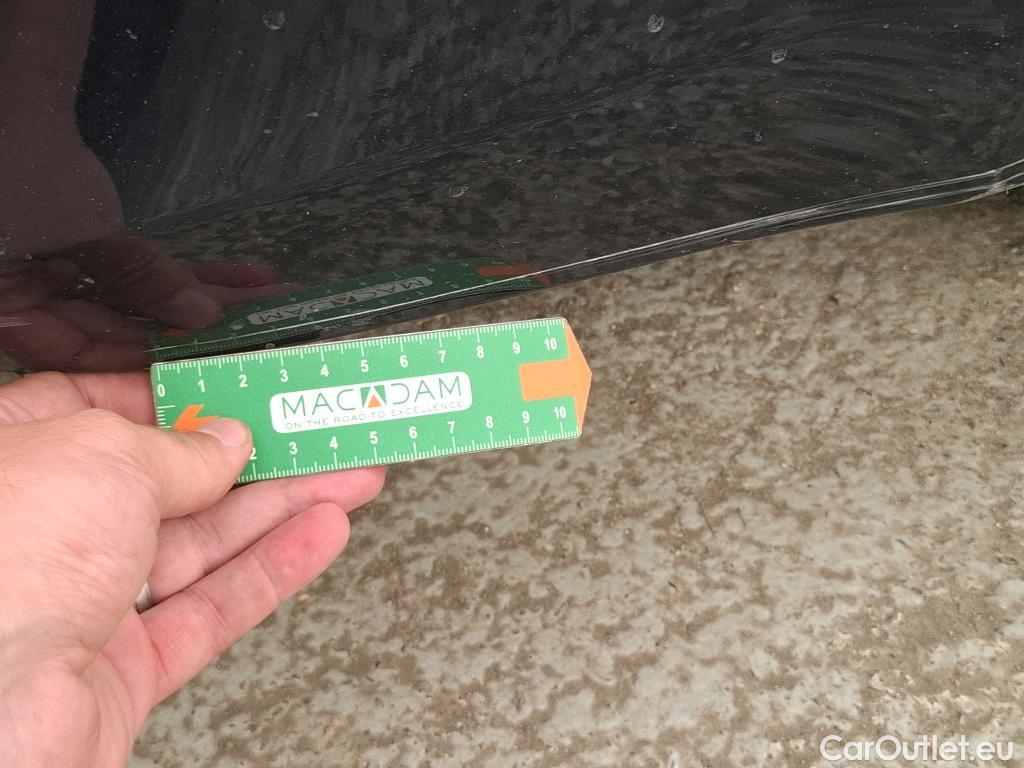 0 1 2 3 4 5 6 7 8 9 10
MACADAM
ON THE ROAD TO EXCELLENCE
2 3 4 5 6 7 8 9 10
MACADAM
CarOutlet.eu